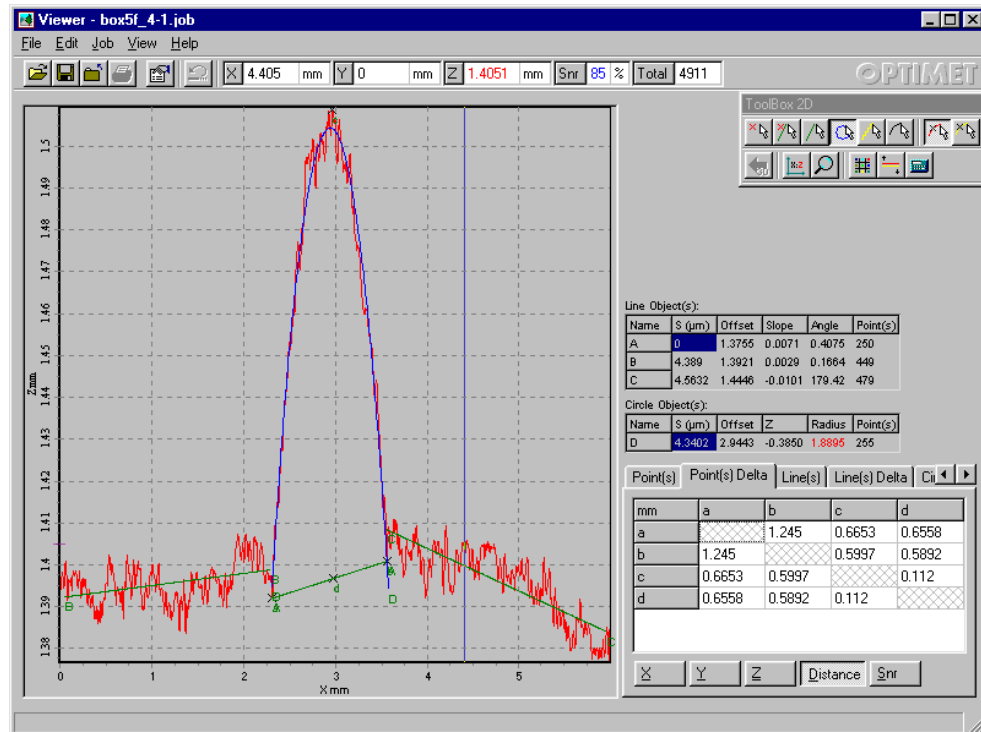 Viewer - box5f_4-1.job
File Edit Job View Help
X 4.405 mm Y 0 mm Z 1.4051 mm Snr 85 % Total 4911 OPTIMET
ToolBox 2D
x:z
1.5
1.49
1.48
1.47
1.46
1.45
1.44
1.43
1.42
1.41
1.4
1.39
1.38
Z mm
B B A d A D C C
0 1 2 3 4 5
X mm
Line Object(s):
Name S (µm) Offset Slope Angle Point(s)
A 0 1.3755 0.0071 0.4075 250
B 4.389 1.3921 0.0029 0.1664 449
C 4.5632 1.4446 -0.0101 179.42 479
Circle Object(s):
Name S (µm) Offset Z Radius Point(s)
D 4.3402 2.9443 -0.3850 1.8895 255
Point(s) Point(s) Delta Line(s) Line(s) Delta Ci
mm a b c d
a 1.245 0.6653 0.6558
b 1.245 0.5997 0.5892
c 0.6653 0.5997 0.112
d 0.6558 0.5892 0.112
X Y Z Distance Snr